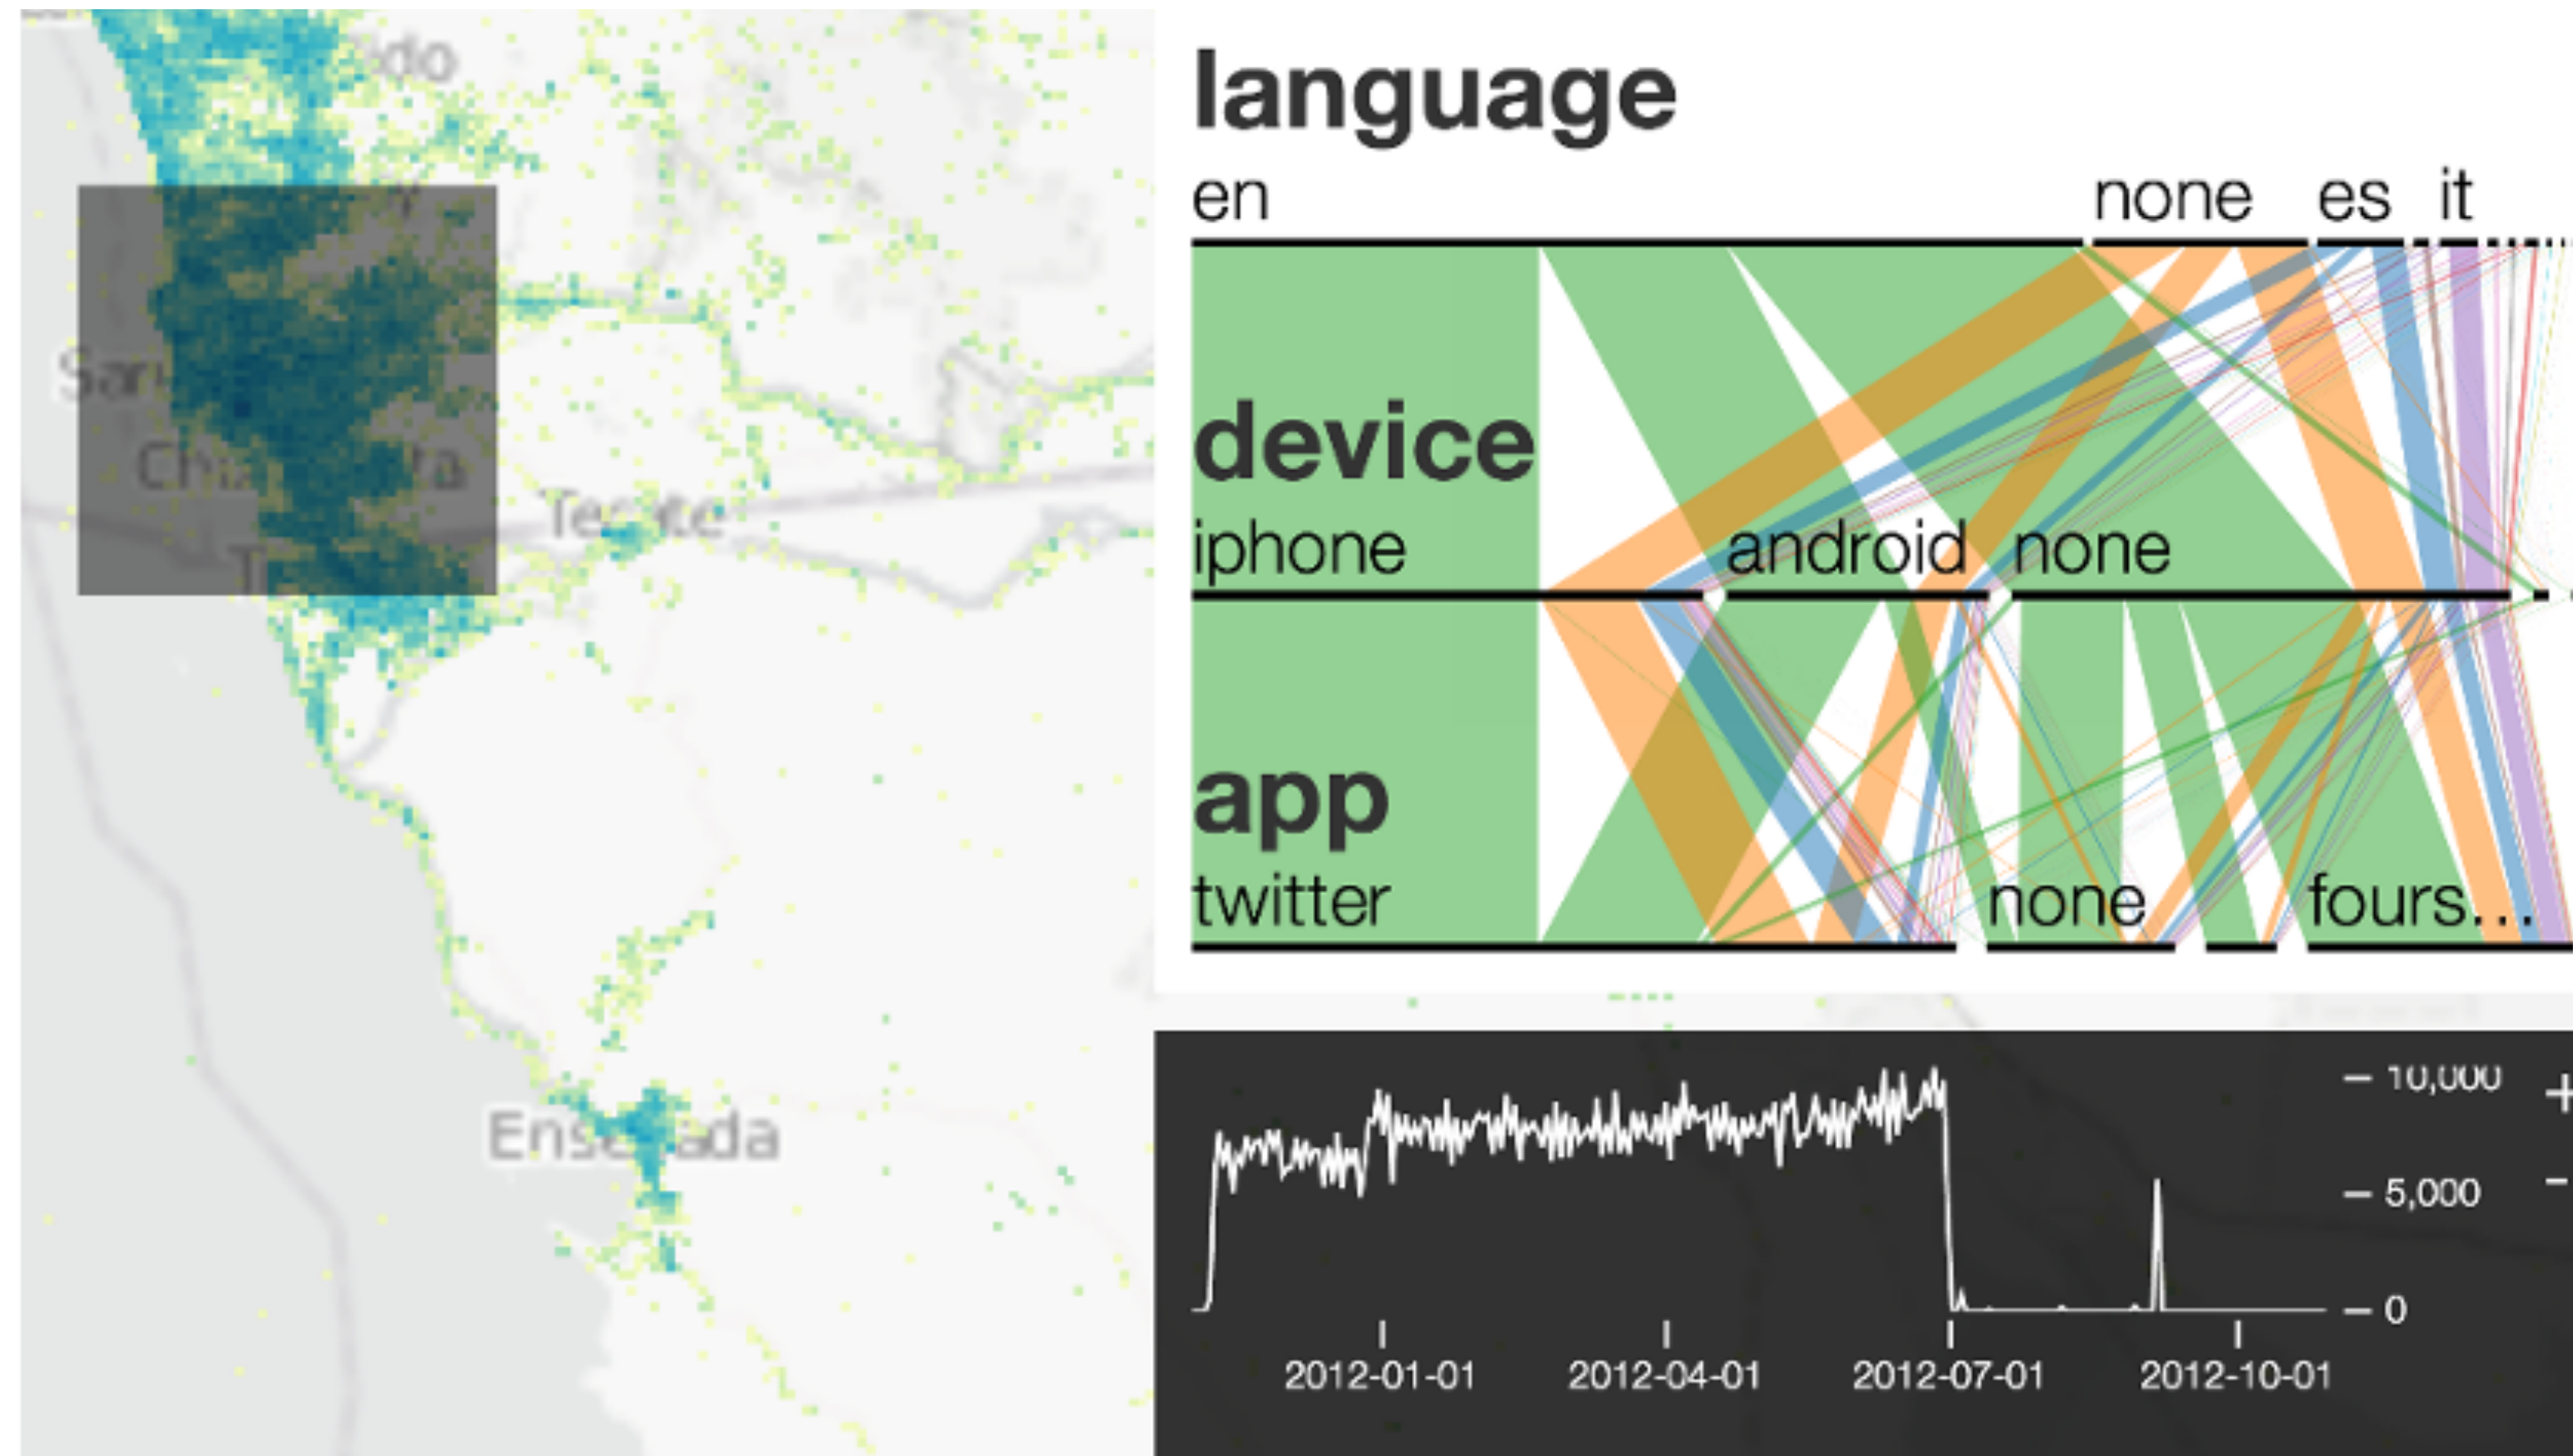 do
language
en none es it
device
iphone android none
Tecate
app
twitter none fours...
Ensenada
10,000 +
5,000 -
0
2012-01-01 2012-04-01 2012-07-01 2012-10-01